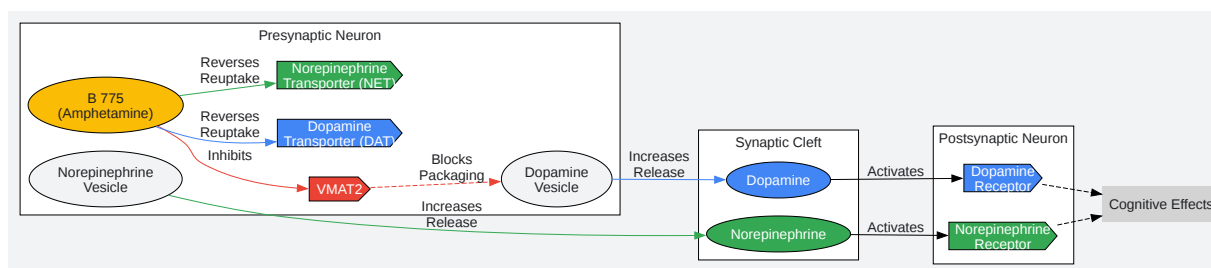 Presynaptic Neuron
Reverses
Reuptake
Norepinephrine
Transporter (NET)
B 775
(Amphetamine)
Reverses
Reuptake
Dopamine
Transporter (DAT)
Inhibits
Norepinephrine
Vesicle
VMAT2
Blocks
Packaging
Dopamine
Vesicle
Increases
Release
Increases
Release
Synaptic Cleft
Dopamine
Norepinephrine
Activates
Activates
Postsynaptic Neuron
Dopamine
Receptor
Norepinephrine
Receptor
Cognitive Effects